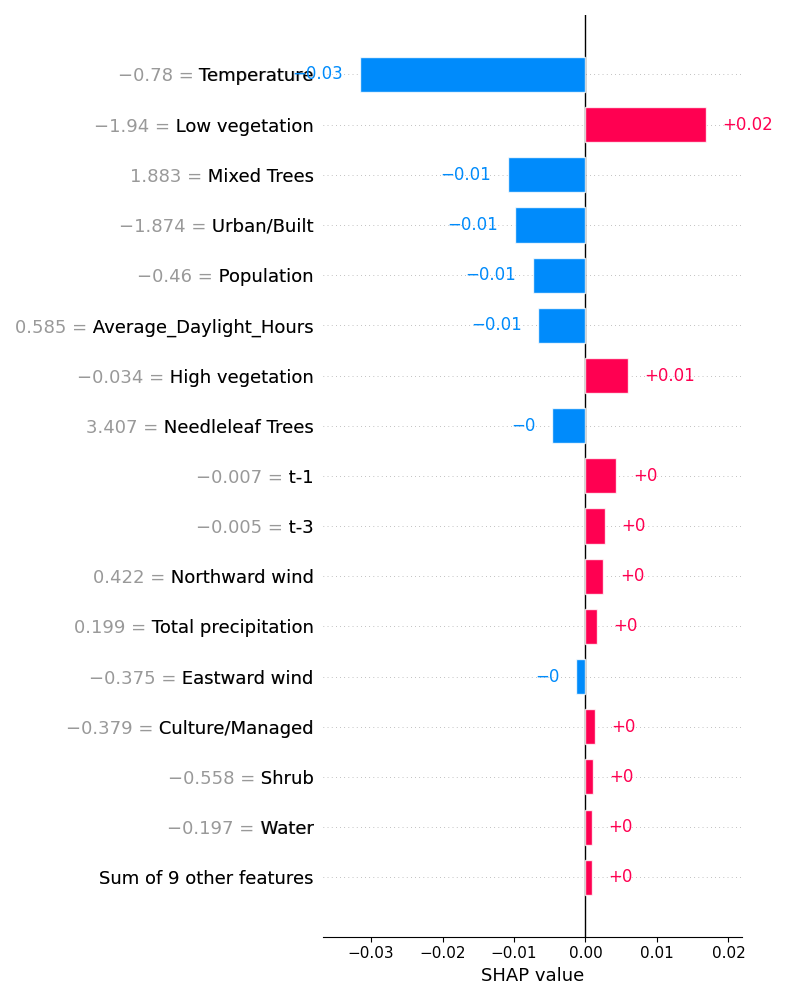 −0.78 = Temperature −0.03
−1.94 = Low vegetation +0.02
1.883 = Mixed Trees −0.01
−1.874 = Urban/Built −0.01
−0.46 = Population −0.01
0.585 = Average_Daylight_Hours −0.01
−0.034 = High vegetation +0.01
3.407 = Needleleaf Trees −0
−0.007 = t-1 +0
−0.005 = t-3 +0
0.422 = Northward wind +0
0.199 = Total precipitation +0
−0.375 = Eastward wind −0
−0.379 = Culture/Managed +0
−0.558 = Shrub +0
−0.197 = Water +0
Sum of 9 other features +0
−0.03 −0.02 −0.01 0.00 0.01 0.02
SHAP value